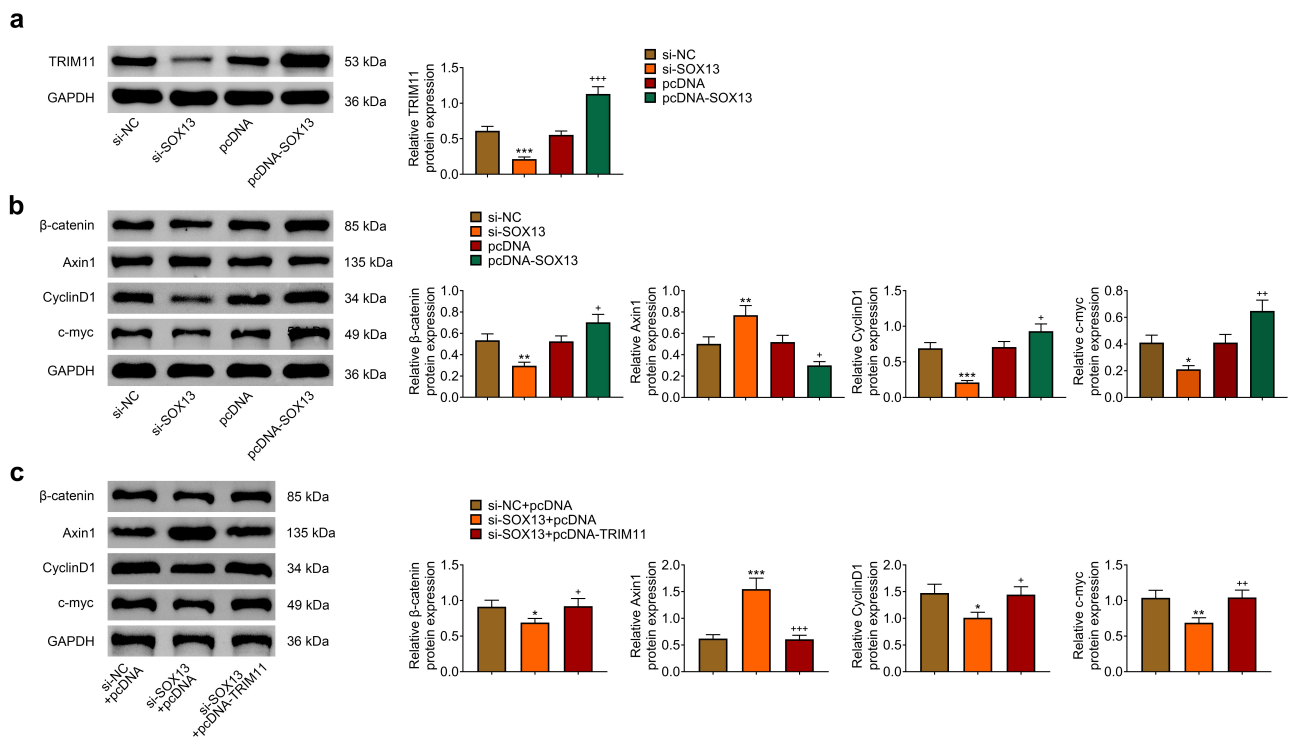 a
TRIM11
53 kDa
GAPDH
36 kDa
si-NC
si-SOX13
pcDNA
pcDNA-SOX13
Relative TRIM11
protein expression
1.5
1.0
0.5
0.0
***
+++
si-NC
si-SOX13
pcDNA
pcDNA-SOX13
b
β-catenin
85 kDa
Axin1
135 kDa
CyclinD1
34 kDa
c-myc
49 kDa
GAPDH
36 kDa
si-NC
si-SOX13
pcDNA
pcDNA-SOX13
si-NC
si-SOX13
pcDNA
pcDNA-SOX13
Relative β-catenin
protein expression
1.0
0.8
0.6
0.4
0.2
0.0
**
+
Relative Axin1
protein expression
1.0
0.8
0.6
0.4
0.2
0.0
**
+
Relative CyclinD1
protein expression
1.5
1.0
0.5
0.0
***
+
Relative c-myc
protein expression
0.8
0.6
0.4
0.2
0.0
*
++
c
β-catenin
85 kDa
Axin1
135 kDa
CyclinD1
34 kDa
c-myc
49 kDa
GAPDH
36 kDa
si-NC
+pcDNA
si-SOX13
+pcDNA
si-SOX13
+pcDNA-TRIM11
si-NC+pcDNA
si-SOX13+pcDNA
si-SOX13+pcDNA-TRIM11
Relative β-catenin
protein expression
1.5
1.0
0.5
0.0
*
+
Relative Axin1
protein expression
2.0
1.5
1.0
0.5
0.0
***
+++
Relative CyclinD1
protein expression
2.0
1.5
1.0
0.5
0.0
*
+
Relative c-myc
protein expression
1.5
1.0
0.5
0.0
**
++